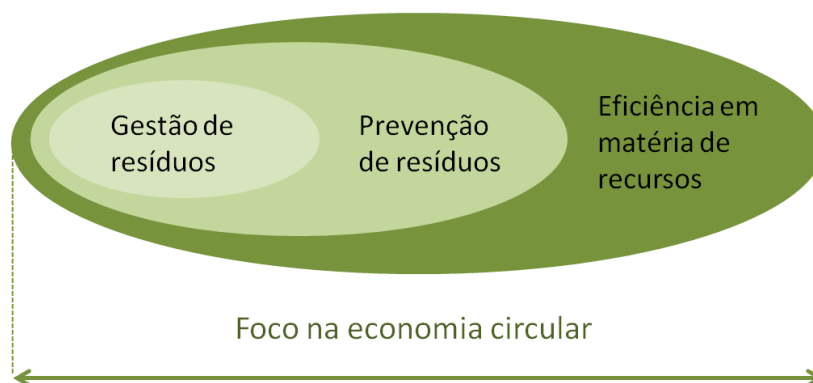 Gestão de
resíduos
Prevenção
de resíduos
Eficiência em
matéria de
recursos
Foco na economia circular